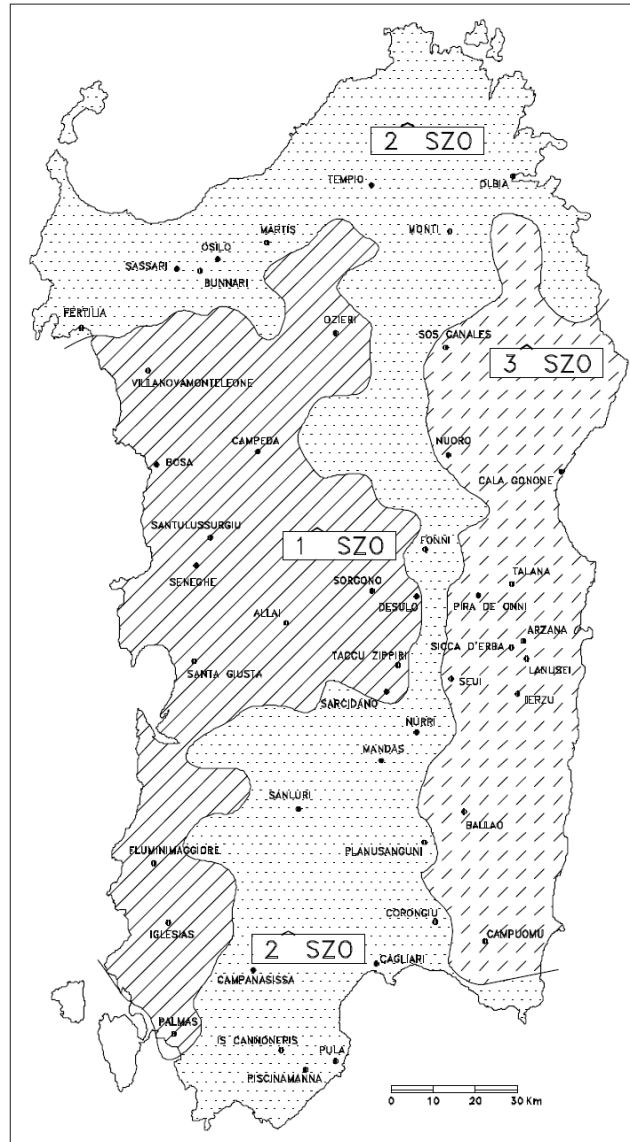 2^ SZO
TEMPIO
OLBIA
MARTIS
MONTI
OSILO
SASSARI
BUNNARI
FERTILIA
OZIERI
SOS CANALES
3^ SZO
VILLANOVAMONTELEONE
CAMPEDA
NUORO
BOSA
CALA GONONE
SANTULUSSURGIU
1^ SZO
FONNI
SENEGHE
SORGONO
TALANA
DESULO
PIRA DE ONNI
ALLAI
ARZANA
SICCA D'ERBA
TACCU ZIPPIRI
LANUSEI
SANTA GIUSTA
SEUI
SARCIDANO
IERZU
NURRI
MANDAS
SANLURI
BALLAO
FLUMINIMAGGIORE
PLANUSANGUNI
CORONGIU
IGLESIAS
CAMPUOMU
2^ SZO
CAGLIARI
CAMPANASISSA
PALMAS
IS CANNONERIS
PULA
PISCINAMANNA
0 10 20 30 Km